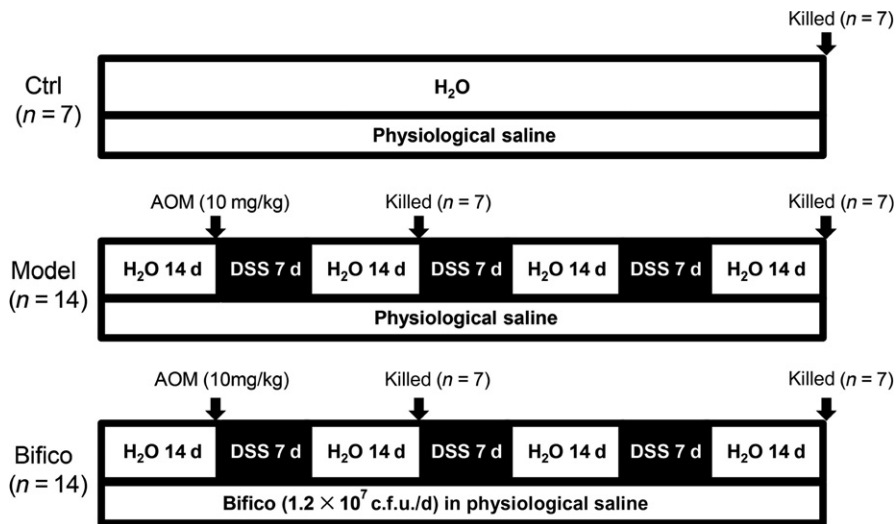 Killed (n = 7)
Ctrl
(n = 7)
H₂O
Physiological saline
AOM (10 mg/kg) Killed (n = 7) Killed (n = 7)
Model
(n = 14)
H₂O 14 d DSS 7 d H₂O 14 d DSS 7 d H₂O 14 d DSS 7 d H₂O 14 d
Physiological saline
AOM (10mg/kg) Killed (n = 7) Killed (n = 7)
Bifico
(n = 14)
H₂O 14 d DSS 7 d H₂O 14 d DSS 7 d H₂O 14 d DSS 7 d H₂O 14 d
Bifico (1.2 × 10⁷ c.f.u./d) in physiological saline